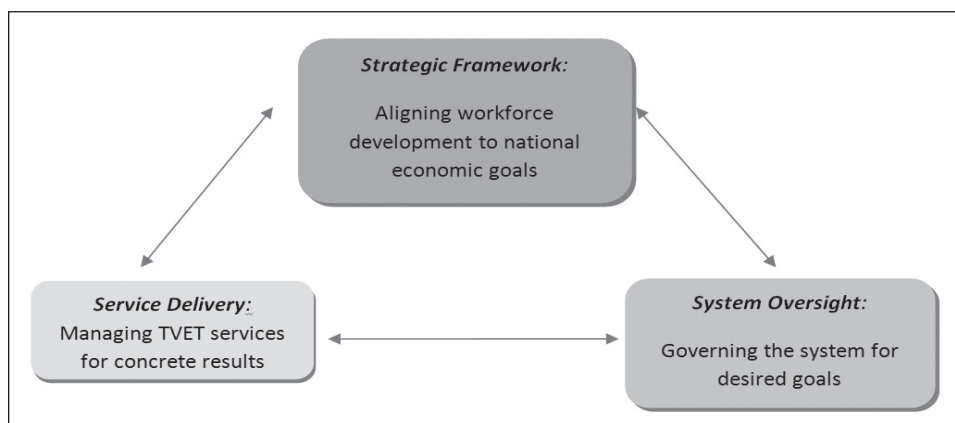 Strategic Framework:
Aligning workforce
development to national
economic goals
Service Delivery:
Managing TVET services
for concrete results
System Oversight:
Governing the system for
desired goals